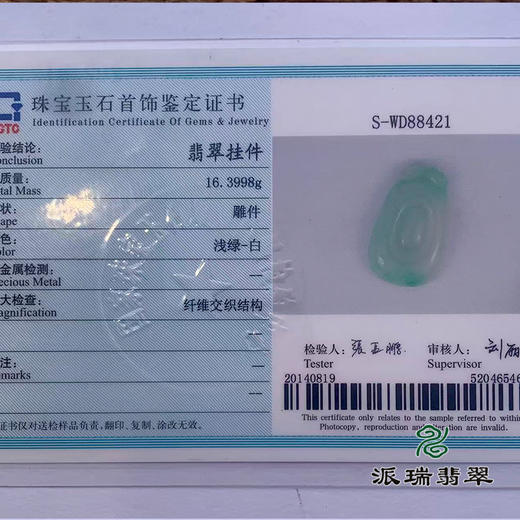 GTC
珠宝玉石首饰鉴定证书
Identification Certificate Of Gems & Jewelry
验结论: 翡翠挂件
onclusion
质量: 16.3998g
tal Mass
状: 雕件
hape
色: 浅绿-白
olor
金属检测: —
ecious Metal
大检查: 纤维交织结构
agnification
—
注: —
emarks
证书仅对送检样品负责,翻印、复制、涂改无效。
S-WD88421
检验人:
Tester
审核人:
Supervisor
20140819
52046546
This certificate only relates to the sample referred to within
Photocopy, reproduction and alteration are invalid.
派瑞翡翠